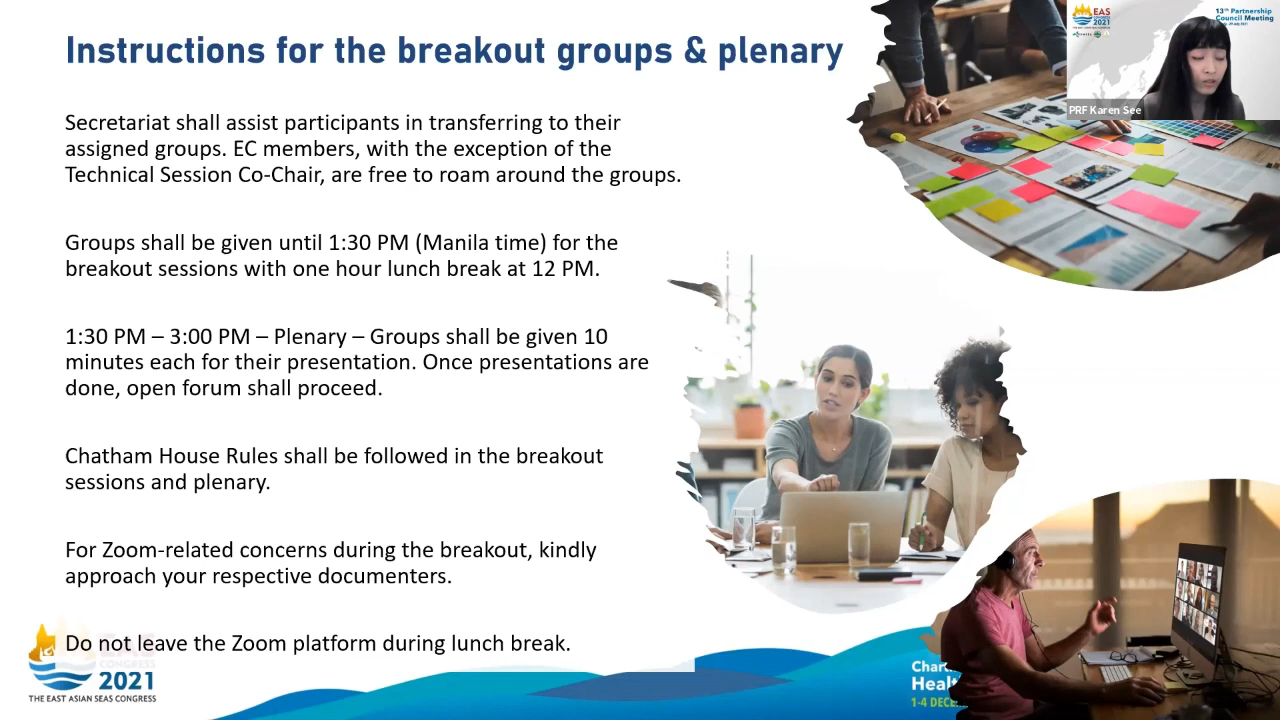 Instructions for the breakout groups & plenary
Secretariat shall assist participants in transferring to their
assigned groups. EC members, with the exception of the
Technical Session Co-Chair, are free to roam around the groups.
Groups shall be given until 1:30 PM (Manila time) for the
breakout sessions with one hour lunch break at 12 PM.
1:30 PM – 3:00 PM – Plenary – Groups shall be given 10
minutes each for their presentation. Once presentations are
done, open forum shall proceed.
Chatham House Rules shall be followed in the breakout
sessions and plenary.
For Zoom-related concerns during the breakout, kindly
approach your respective documenters.
Do not leave the Zoom platform during lunch break.
EAS
CONGRESS
2021
THE EAST ASIAN SEAS CONGRESS
EAS
CONGRESS
2021
13th Partnership
Council Meeting
PRF Karen See
Chart
Healt
1-4 DECE